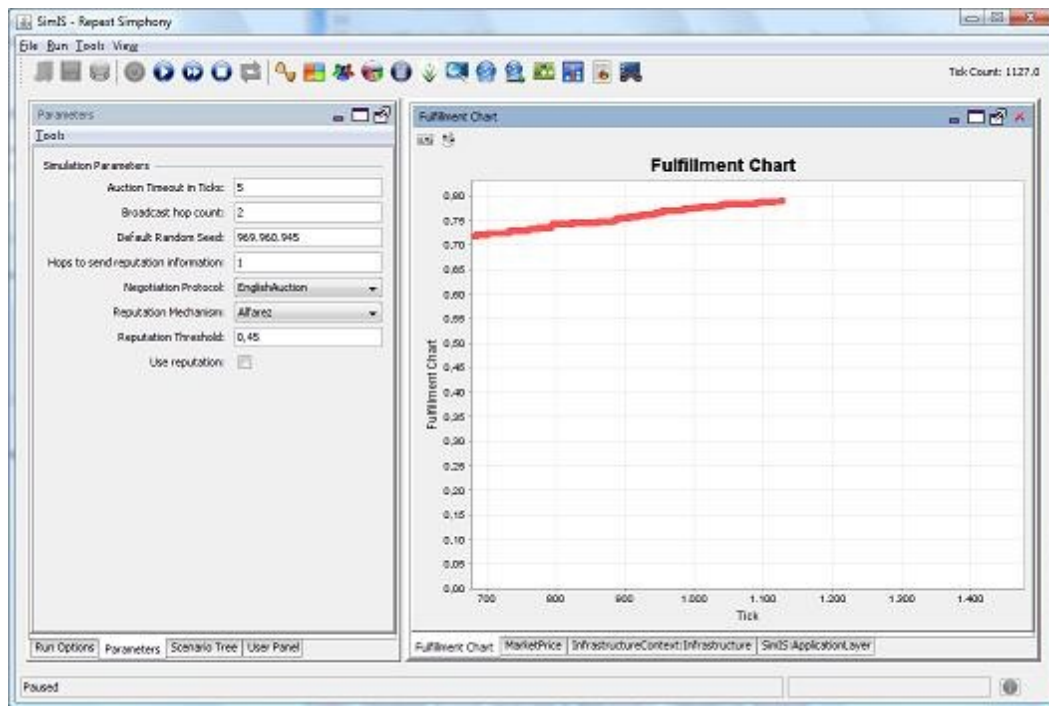 SimIS - Repast Simphony
File Run Tools View
Tick Count: 1127.0
Parameters
Tools
Simulation Parameters
Auction Timeout in Ticks: 5
Broadcast hop count: 2
Default Random Seed: 969.960.945
Hops to send reputation information: 1
Negotiation Protocol: EnglishAuction
Reputation Mechanism: Alfarez
Reputation Threshold: 0,45
Use reputation:
Run Options Parameters Scenario Tree User Panel
Fulfillment Chart
Fulfillment Chart
Fulfillment Chart
0,80
0,75
0,70
0,65
0,60
0,55
0,50
0,45
0,40
0,35
0,30
0,25
0,20
0,15
0,10
0,05
0,00
700 800 900 1.000 1.100 1.200 1.300 1.400
Tick
Fulfillment Chart MarketPrice InfrastructureContext:Infrastructure SimIS:ApplicationLayer
Paused